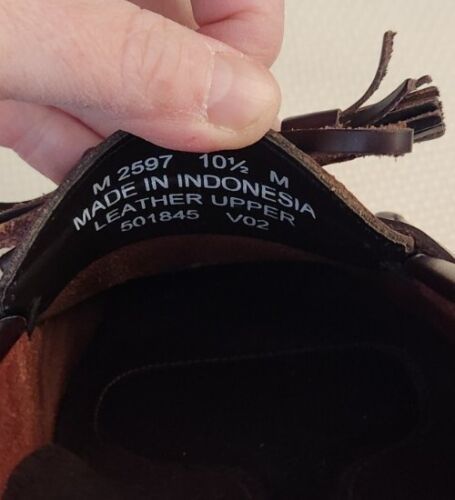 M 2597 10½ M
MADE IN INDONESIA
LEATHER UPPER
501845 V02